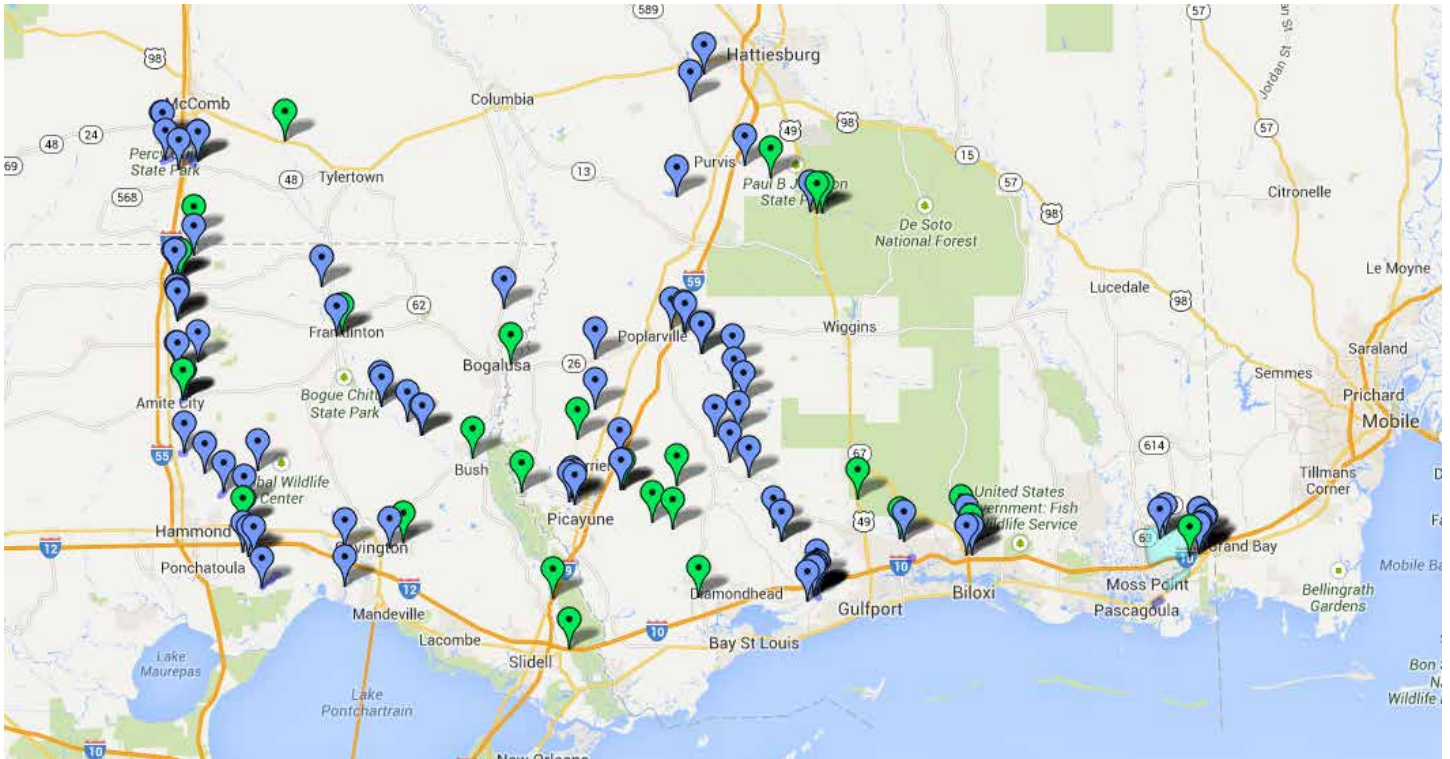 589
57
Jordan St - St
98
Hattiesburg
McComb
Columbia
24
48
49
98
57
69
15
State Park
48
Tylertown
13
Purvis
Paul B
57
Citronelle
568
State
98
De Soto
National Forest
59
Le Moyne
Lucedale
62
98
Franklinton
Poplarville
Wiggins
Saraland
Bogalusa
26
Semmes
Prichard
Bogue
State Park
Amite City
Mobile
55
614
67
Bush
Wildlife
Center
Tillmans
Corner
United States
Fish
Wildlife Service
Picayune
49
Hammond
63
12
Grand Bay
Ponchatoula
10
10
Moss Point
12
Diamondhead
Biloxi
Bellingrath
Gardens
Mobile
Mandeville
Gulfport
Pascagoula
Lacombe
10
Bay St Louis
Lake
Maurepas
Slidell
Bon
Wildlife
Lake
Pontchartrain
10
New Orleans